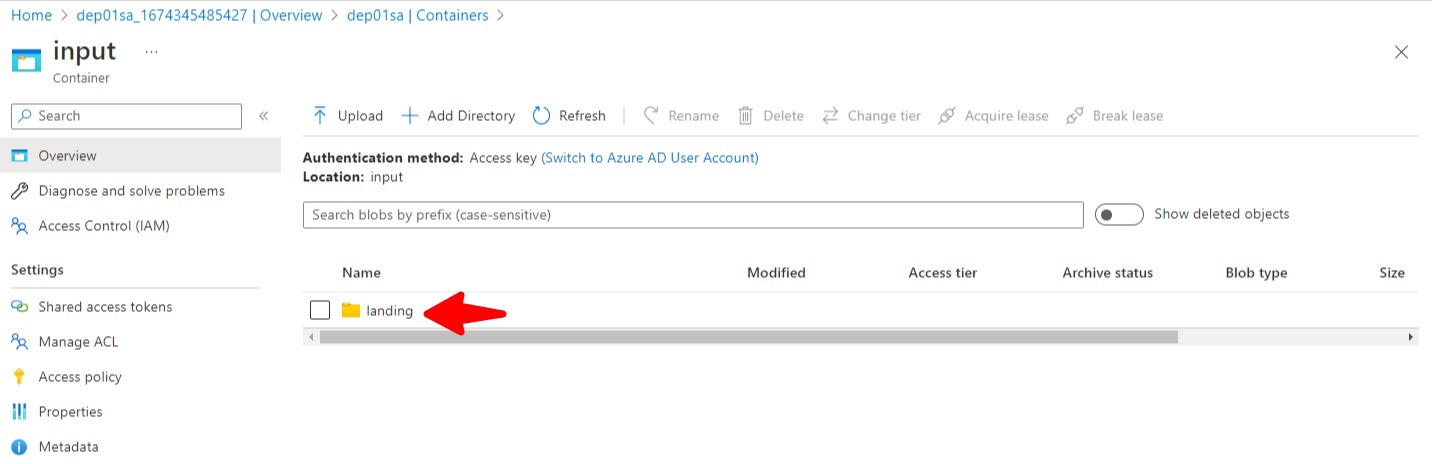 Home > dep01sa_1674345485427 | Overview > dep01sa | Containers >
input ...
Container
Search «
Overview
Diagnose and solve problems
Access Control (IAM)
Settings
Shared access tokens
Manage ACL
Access policy
Properties
Metadata
Upload Add Directory Refresh Rename Delete Change tier Acquire lease Break lease
Authentication method: Access key (Switch to Azure AD User Account)
Location: input
Search blobs by prefix (case-sensitive) Show deleted objects
Name Modified Access tier Archive status Blob type Size
landing